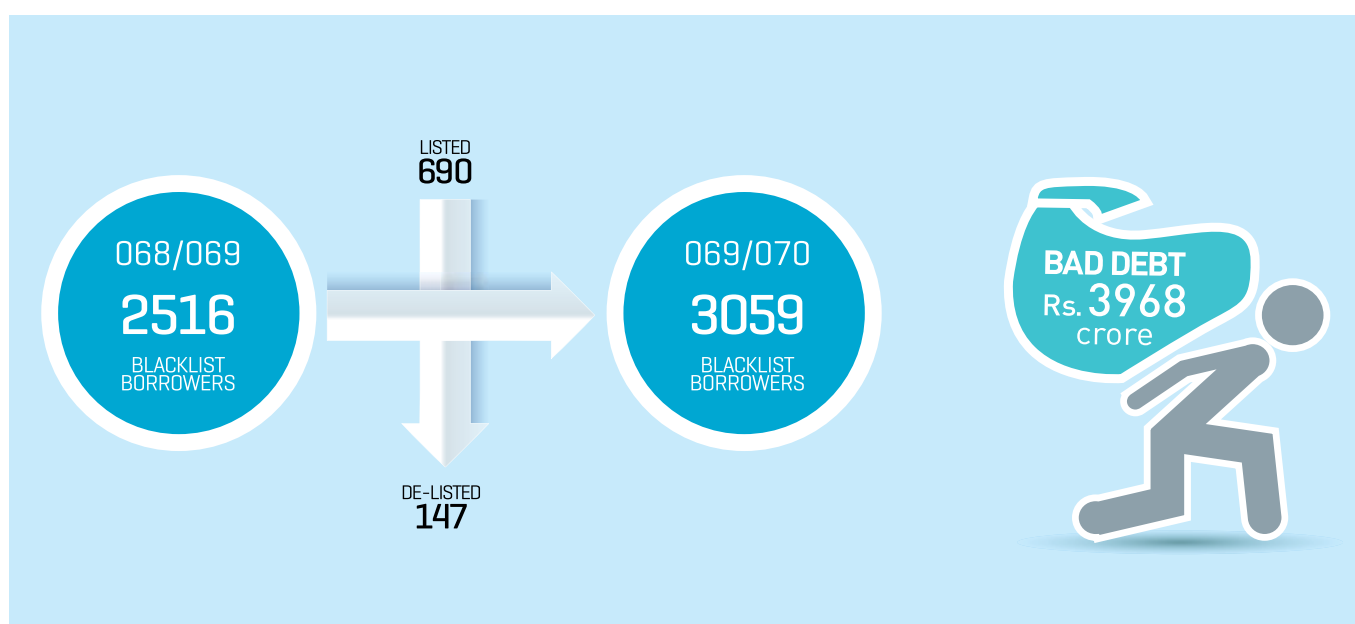 LISTED
690
068/069
2516
BLACKLIST
BORROWERS
DE-LISTED
147
069/070
3059
BLACKLIST
BORROWERS
BAD DEBT
Rs. 3968
crore